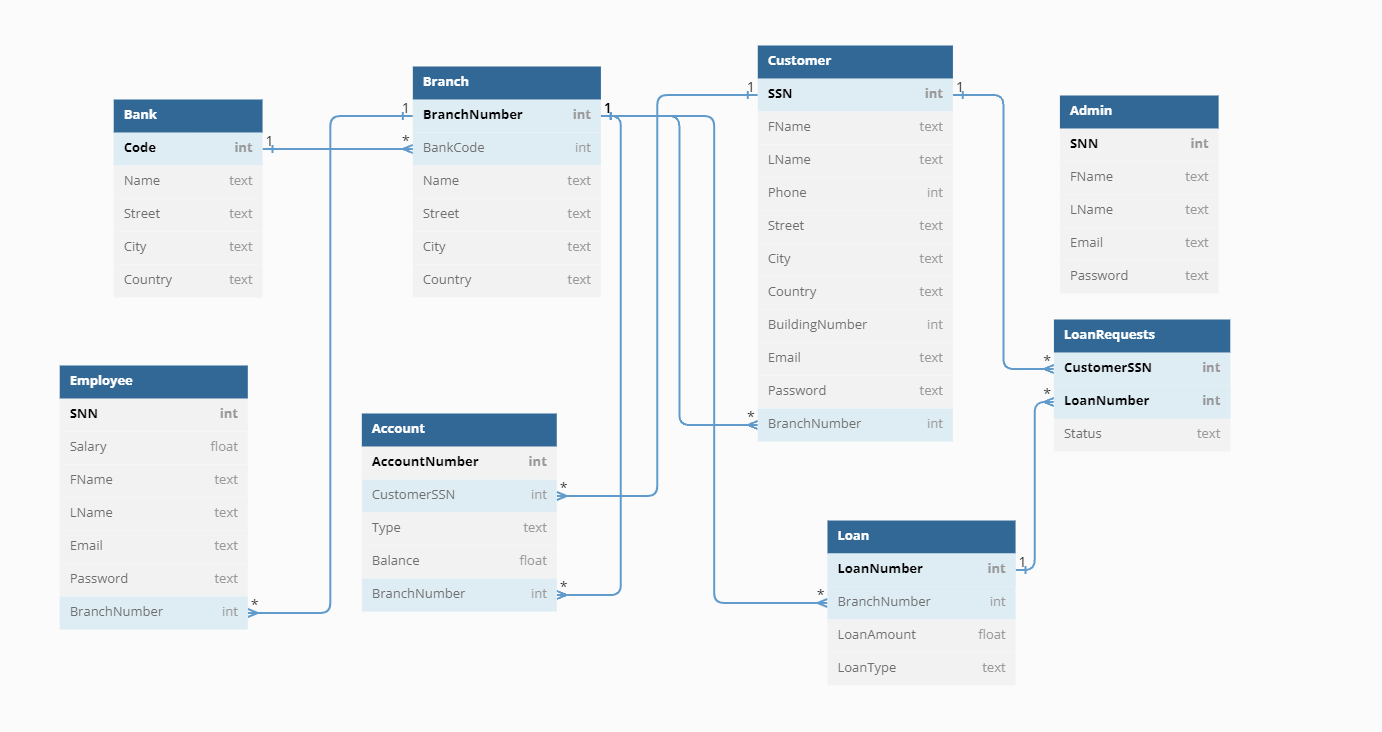 Bank
Code int
Name text
Street text
City text
Country text
1
*
Branch
BranchNumber int
BankCode int
Name text
Street text
City text
Country text
1
1
Customer
SSN int
FName text
LName text
Phone int
Street text
City text
Country text
BuildingNumber int
Email text
Password text
BranchNumber int
1
1
*
Admin
SNN int
FName text
LName text
Email text
Password text
LoanRequests
CustomerSSN int
LoanNumber int
Status text
*
*
Employee
SNN int
Salary float
FName text
LName text
Email text
Password text
BranchNumber int
*
Account
AccountNumber int
CustomerSSN int
Type text
Balance float
BranchNumber int
*
*
Loan
LoanNumber int
BranchNumber int
LoanAmount float
LoanType text
1
*